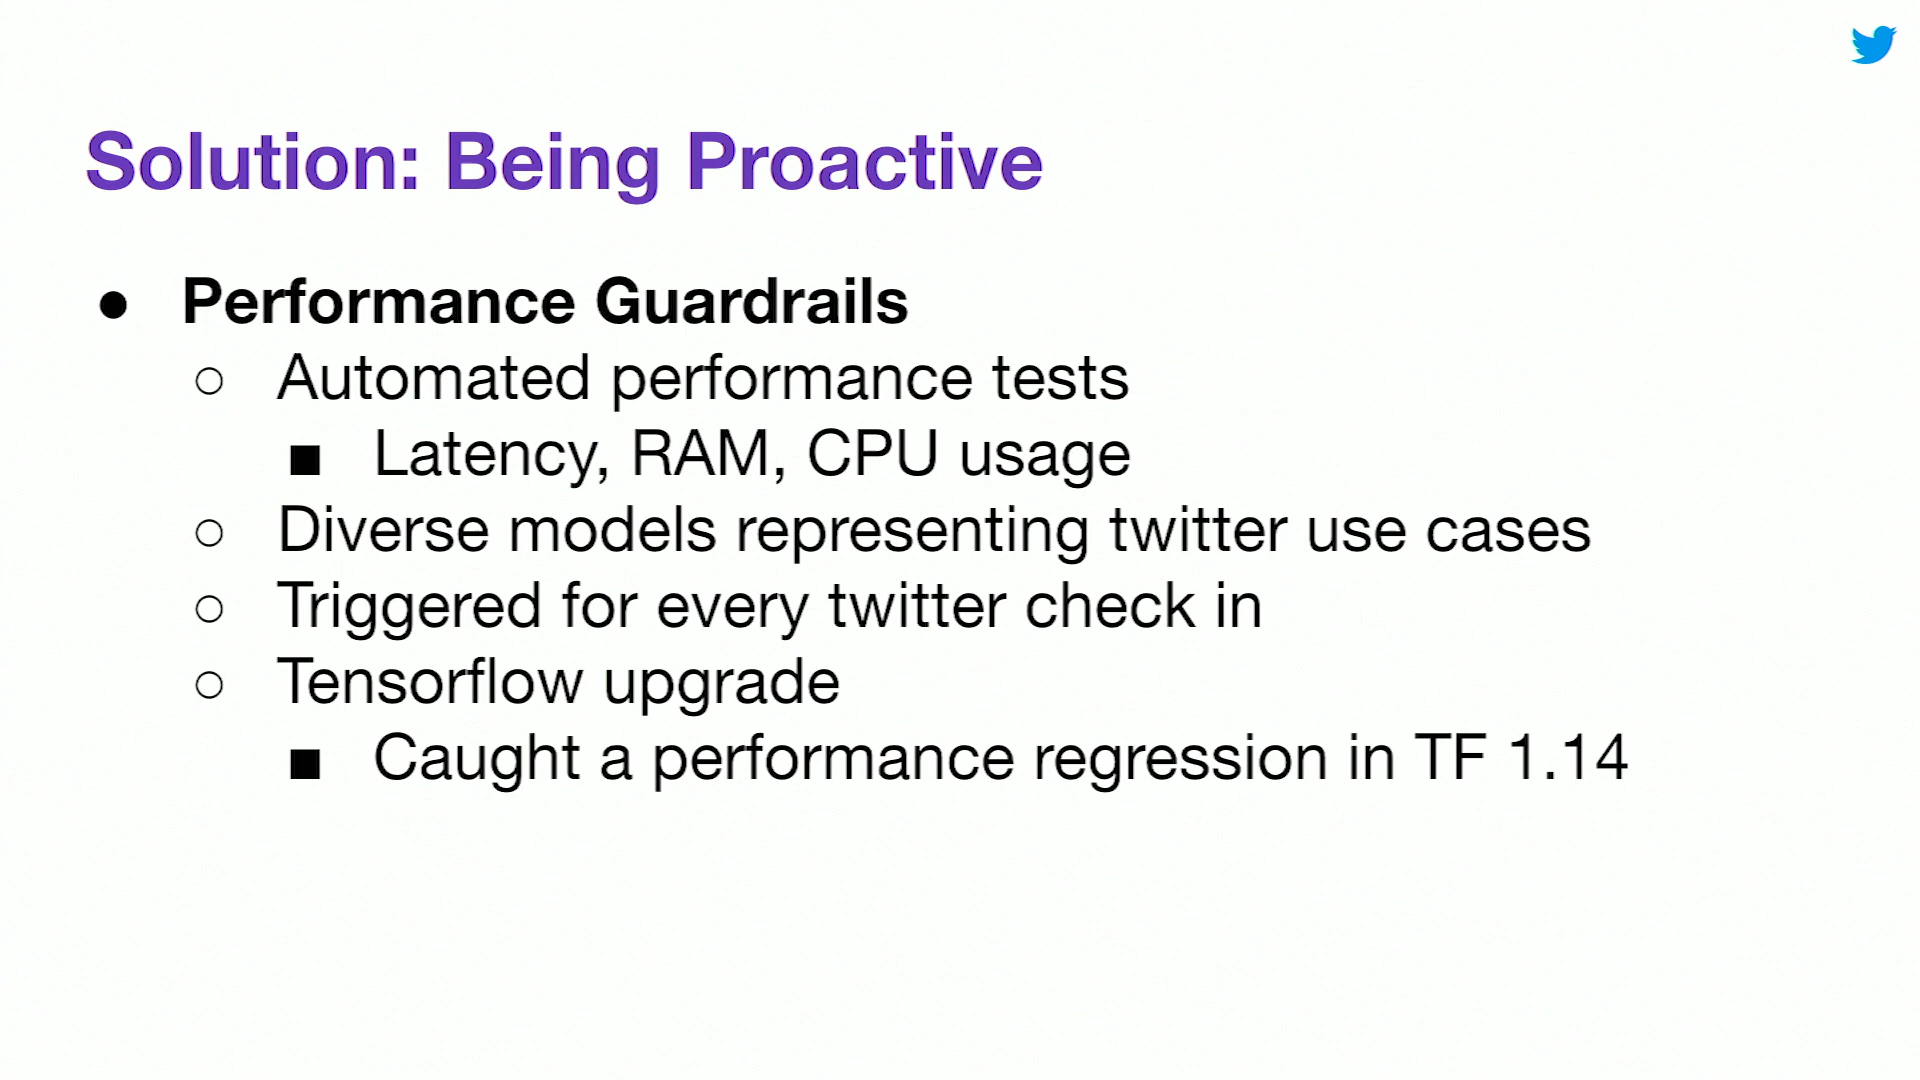 Solution: Being Proactive
● Performance Guardrails
○ Automated performance tests
■ Latency, RAM, CPU usage
○ Diverse models representing twitter use cases
○ Triggered for every twitter check in
○ Tensorflow upgrade
■ Caught a performance regression in TF 1.14